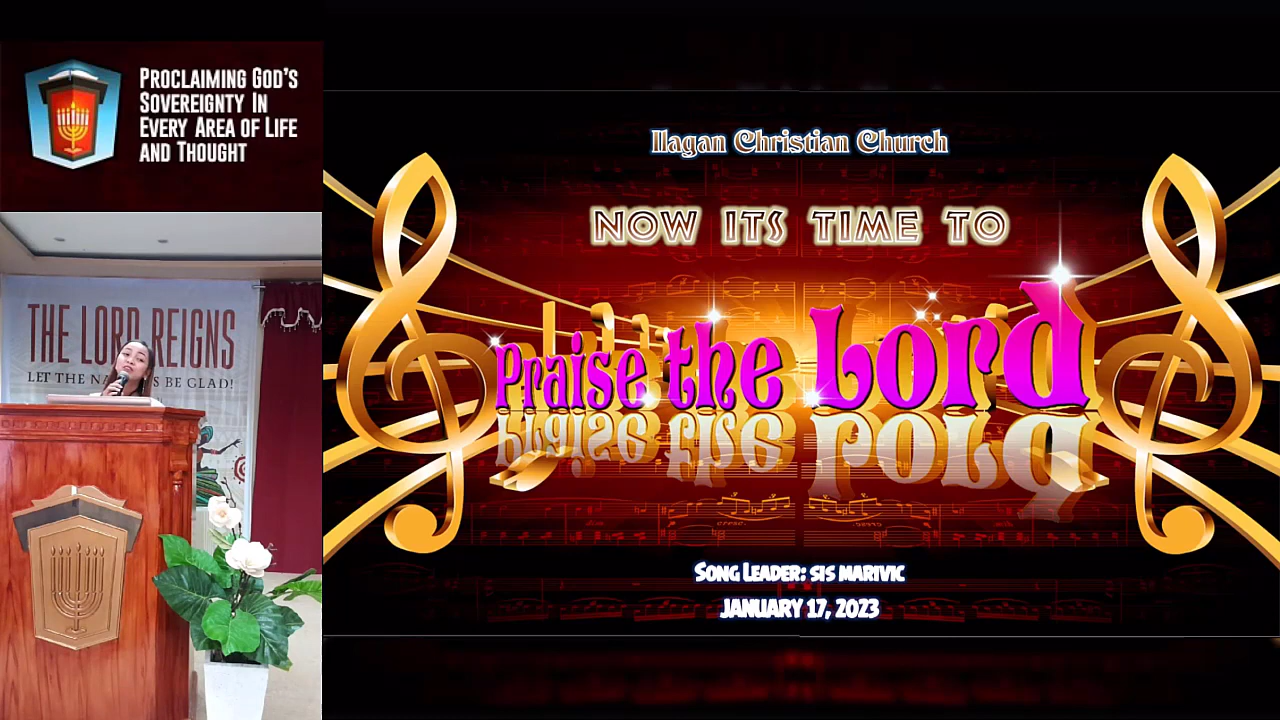 PROCLAIMING GOD'S
SOVEREIGNTY IN
EVERY AREA OF LIFE
AND THOUGHT
THE LORD REIGNS
LET THE BE GLAD!
Ilagan Christian Church
NOW ITS TIME TO
Praise the Lord
SONG LEADER: SIS MARIVIC
JANUARY 17, 2023